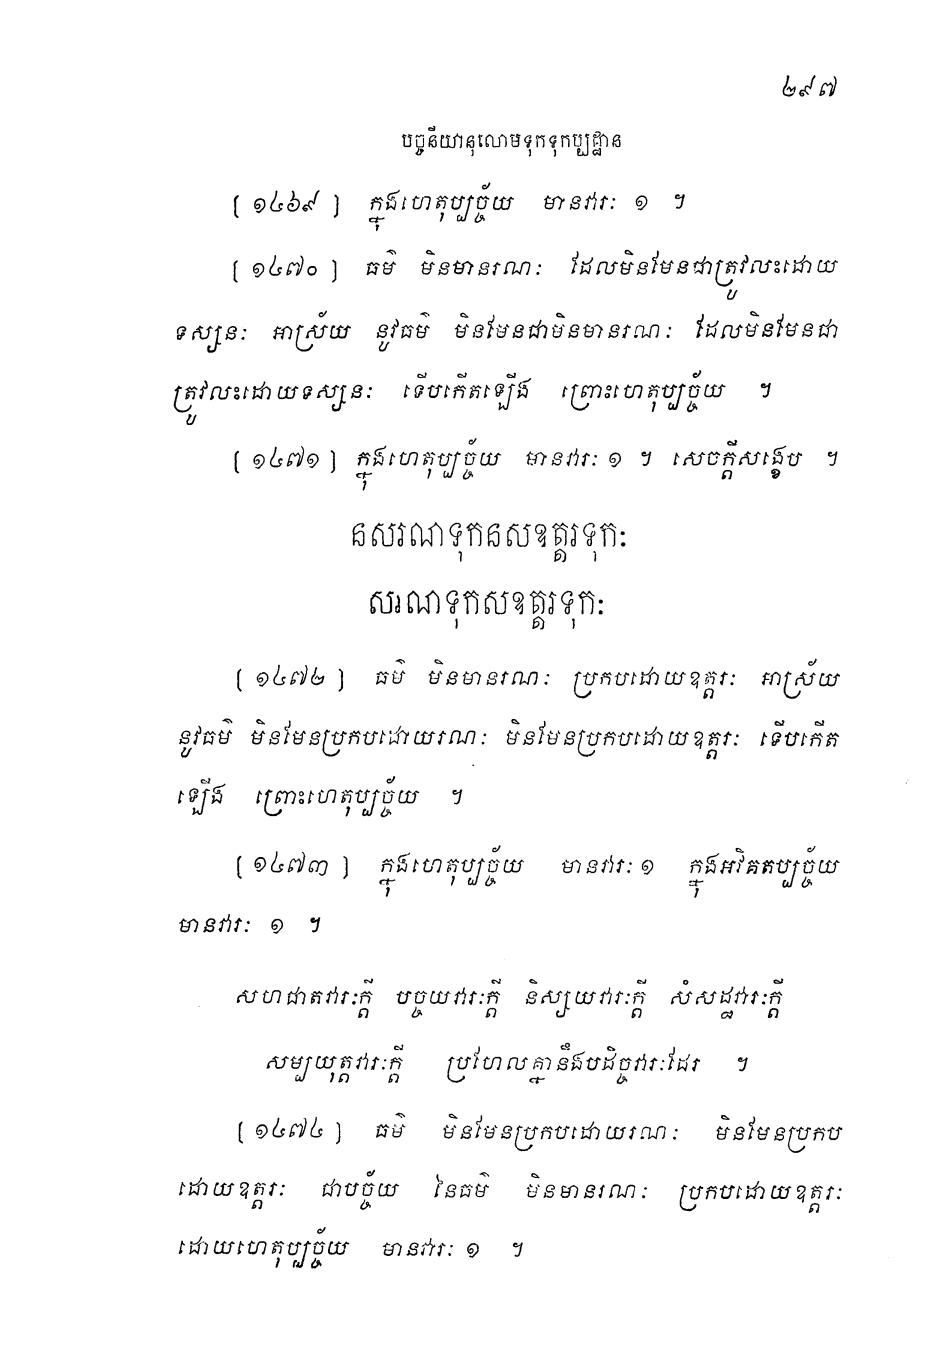 ២៩៧
បច្ចនីយានុលោមទុកទុកប្បដ្ឋាន
[ ១៤៦៩ ] ក្នុងហេតុប្បច្ច័យ មានវារៈ ១ ។
[ ១៤៧០ ] ធម៌ មិនមានរណៈ ដែលមិនមែនជាត្រូវលះដោយ
ទស្សនៈ អាស្រ័យ នូវធម៌ មិនមែនជាមិនមានរណៈ ដែលមិនមែនជា
ត្រូវលះដោយទស្សនៈ ទើបកើតឡើង ព្រោះហេតុប្បច្ច័យ ។
[ ១៤៧១ ] ក្នុងហេតុប្បច្ច័យ មានវារៈ ១ ។ សេចក្តីសង្ខេប ។
នសរណទុកនសឧត្តរទុកៈ
សរណទុកសឧត្តរទុកៈ
[ ១៤៧២ ] ធម៌ មិនមានរណៈ ប្រកបដោយឧត្តរៈ អាស្រ័យ
នូវធម៌ មិនមែនប្រកបដោយរណៈ មិនមែនប្រកបដោយឧត្តរៈ ទើបកើត
ឡើង ព្រោះហេតុប្បច្ច័យ ។
[ ១៤៧៣ ] ក្នុងហេតុប្បច្ច័យ មានវារៈ ១ ក្នុងអវិគតប្បច្ច័យ
មានវារៈ ១ ។
សហជាតវារៈក្តី បច្ចយវារៈក្តី និស្សយវារៈក្តី សំសដ្ឋវារៈក្តី
សម្បយុត្តវារៈក្តី ប្រហែលគ្នានឹងបដិច្ចវារៈដែរ ។
[ ១៤៧៤ ] ធម៌ មិនមែនប្រកបដោយរណៈ មិនមែនប្រកប
ដោយឧត្តរៈ ជាបច្ច័យ នៃធម៌ មិនមានរណៈ ប្រកបដោយឧត្តរៈ
ដោយហេតុប្បច្ច័យ មានវារៈ ១ ។